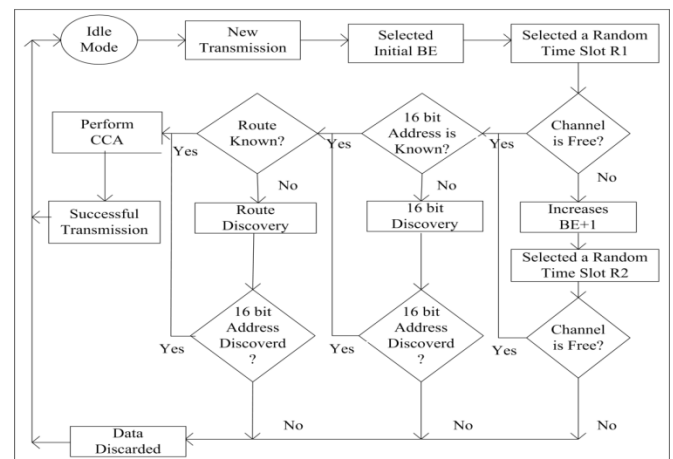 Idle
Mode
New
Transmission
Selected
Initial BE
Selected a Random
Time Slot R1
Perform
CCA
Route
Known?
16 bit
Address is
Known?
Channel
is Free?
Yes
Yes
Yes
No
No
No
Successful
Transmission
Route
Discovery
16 bit
Discovery
Increases
BE+1
Selected a Random
Time Slot R2
16 bit
Address
Discoverd
?
16 bit
Address
Discoverd
?
Channel
is Free?
Yes
Yes
Yes
No
No
No
Data
Discarded